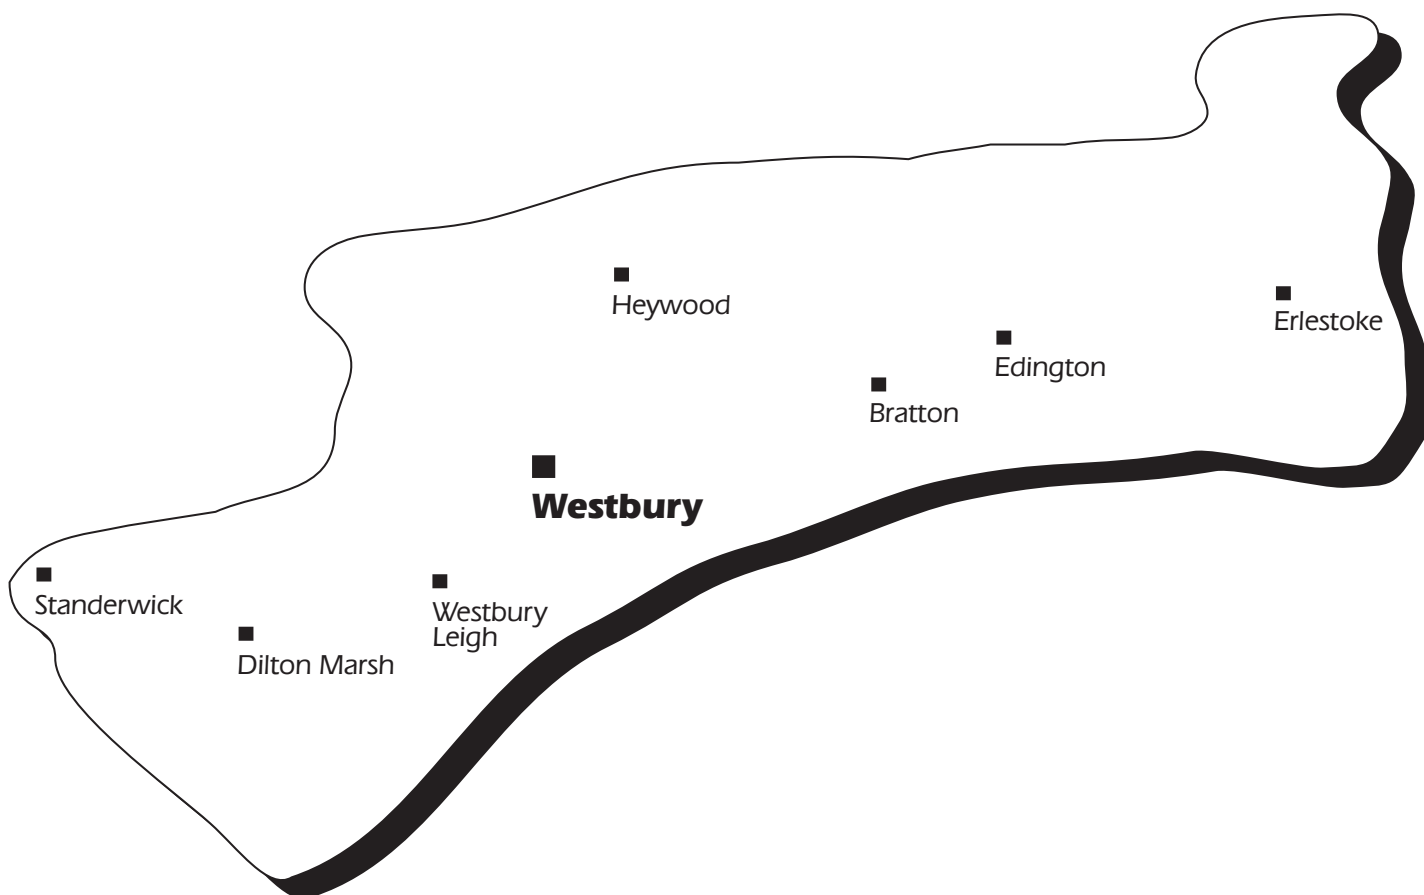 Heywood
Erlestoke
Edington
Bratton
Westbury
Standerwick
Westbury
Leigh
Dilton Marsh